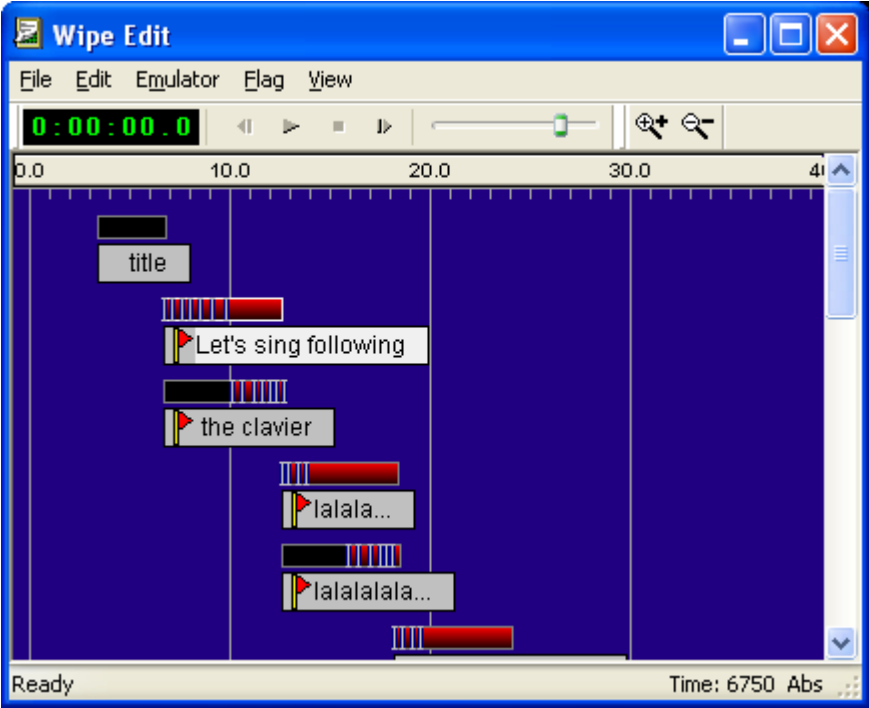 Wipe Edit
File Edit Emulator Flag View
0:00:00.0
0.0 10.0 20.0 30.0
title
Let's sing following
the clavier
lalala...
lalalalala...
Ready Time: 6750 Abs